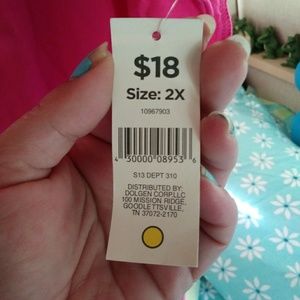 $18
Size: 2X
10967903
4 30000 08953 6
S13 DEPT 310
DISTRIBUTED BY:
DOLGEN CORP,LLC
100 MISSION RIDGE,
GOODLETTSVILLE,
TN 37072-2170